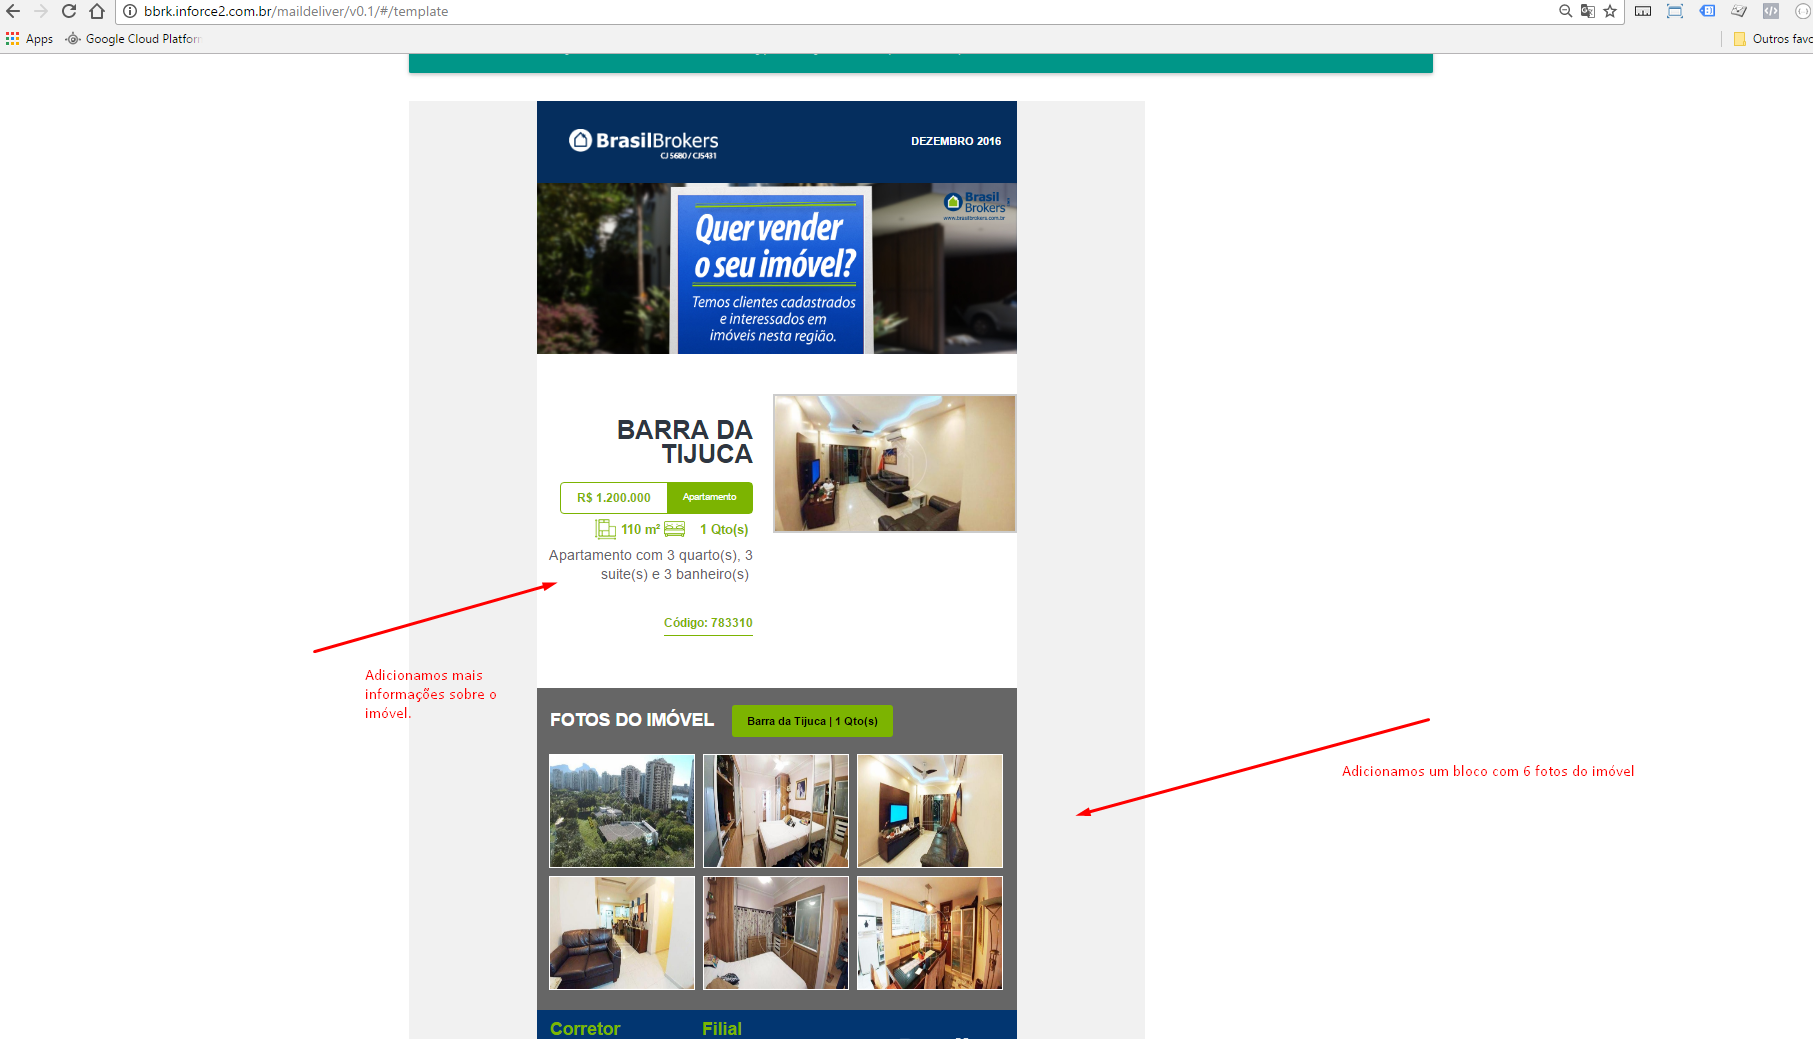 bbrk.inforce2.com.br/maildeliver/v0.1/#/template
Apps
Google Cloud Platform
Outros favo
BrasilBrokers
CJ 5680 / CJ5431
DEZEMBRO 2016
Brasil
Brokers
www.brasilbrokers.com.br
Quer vender
o seu imóvel?
Temos clientes cadastrados
e interessados em
imóveis nesta região.
BARRA DA
TIJUCA
R$ 1.200.000
Apartamento
110 m² 1 Qto(s)
Apartamento com 3 quarto(s), 3
suite(s) e 3 banheiro(s)
Código: 783310
Adicionamos mais
informações sobre o
imóvel.
FOTOS DO IMÓVEL
Barra da Tijuca | 1 Qto(s)
Adicionamos um bloco com 6 fotos do imóvel
Corretor
Filial